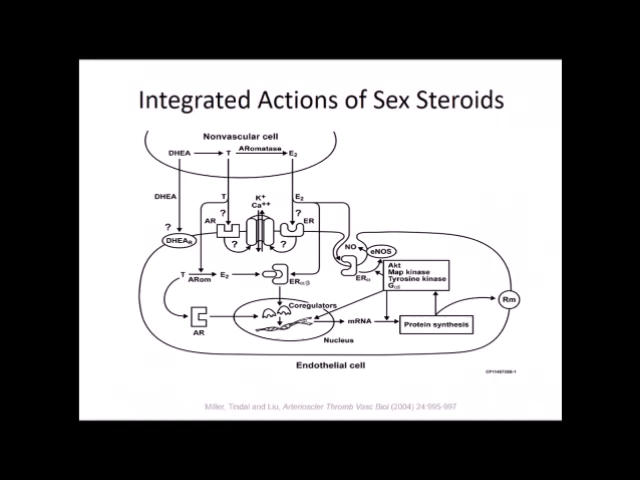 Integrated Actions of Sex Steroids
Nonvascular cell
DHEA T ARomatase E2
DHEA T K+ E2
Ca++
? ? ?
AR ER
DHEAR ? ? NO eNOS
T ARom E2 ERα/β ERα
Akt
Map kinase
Tyrosine kinase
Gαs
Rm
Coregulators
AR mRNA Protein synthesis
Nucleus
Endothelial cell
Miller, Tindal and Liu, Arterioscler Thromb Vasc Biol (2004) 24:995-997